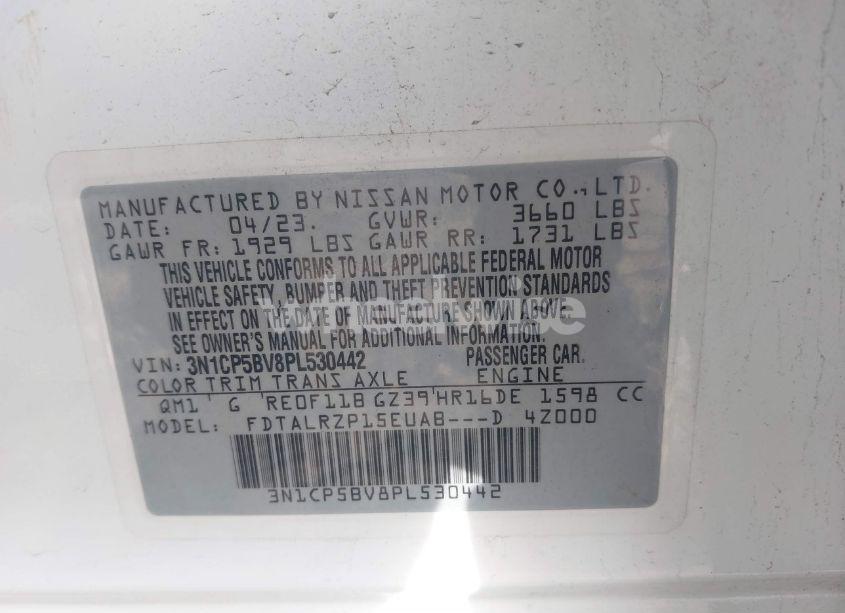 MANUFACTURED BY NISSAN MOTOR CO., LTD.
DATE: 04/23. GVWR: 3660 LBS
GAWR FR: 1929 LBS GAWR RR: 1731 LBS
THIS VEHICLE CONFORMS TO ALL APPLICABLE FEDERAL MOTOR
VEHICLE SAFETY, BUMPER AND THEFT PREVENTION STANDARDS
IN EFFECT ON THE DATE OF MANUFACTURE SHOWN ABOVE.
SEE OWNER'S MANUAL FOR ADDITIONAL INFORMATION.
VIN: 3N1CP5BV8PL530442 PASSENGER CAR.
COLOR TRIM TRANS AXLE ENGINE
QM1 G RE0F11B GZ39 HR16DE 1598 CC
MODEL: FDTALRZP15EUAB---D 4Z000
3N1CP5BV8PL530442